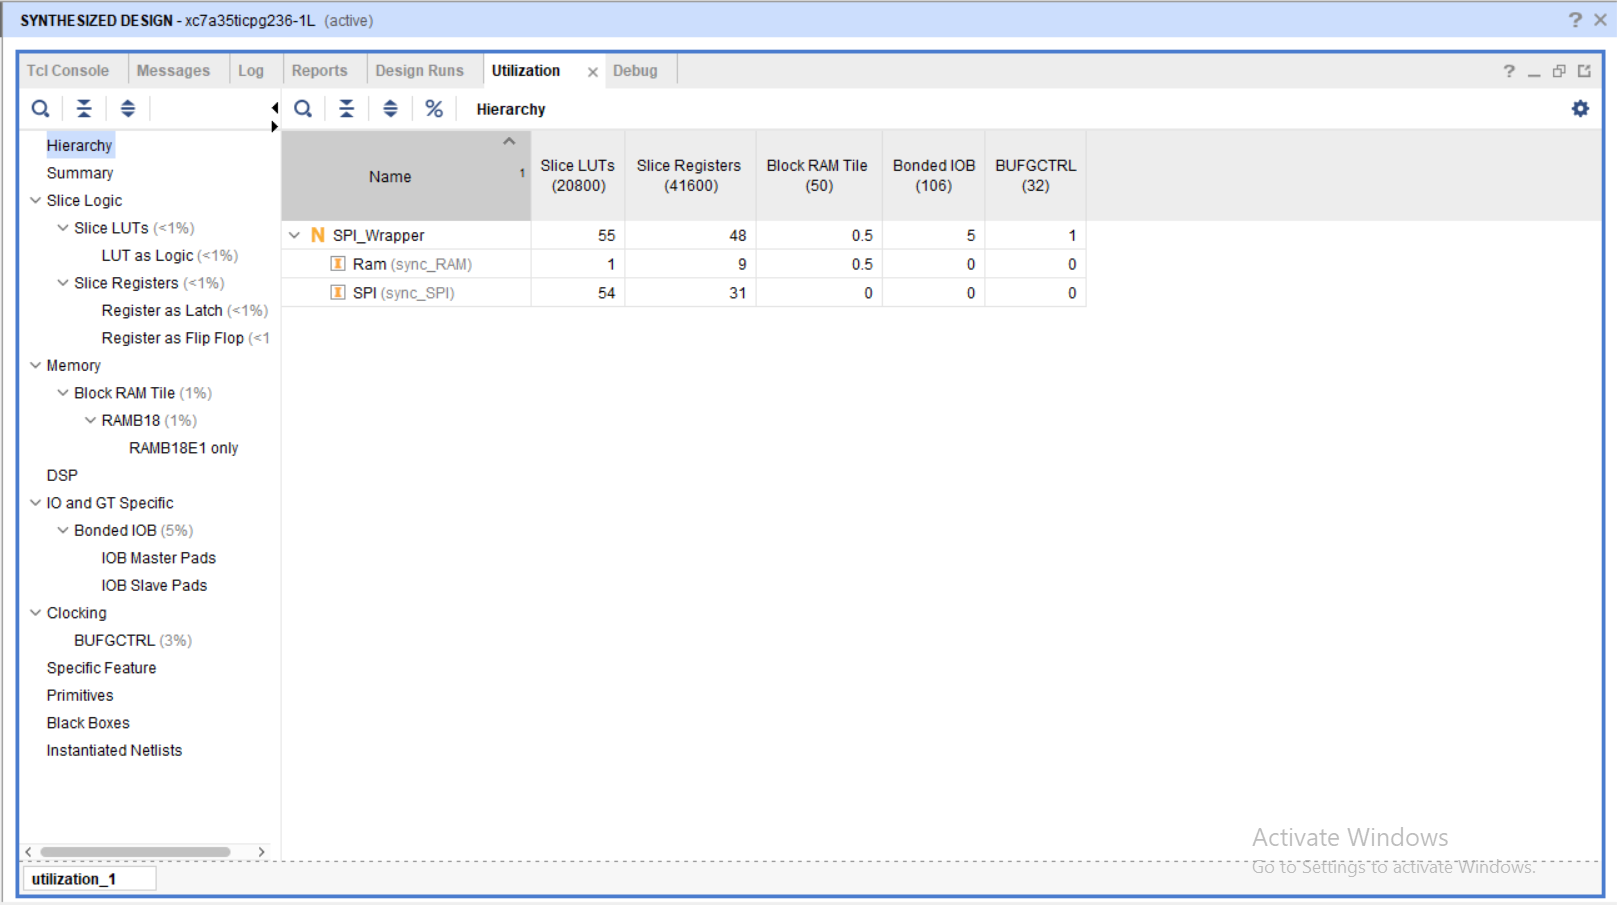 SYNTHESIZED DESIGN - xc7a35ticpg236-1L (active)
Tcl Console Messages Log Reports Design Runs Utilization Debug
Hierarchy
Hierarchy
Summary
Slice Logic
Slice LUTs (<1%)
LUT as Logic (<1%)
Slice Registers (<1%)
Register as Latch (<1%)
Register as Flip Flop (<1
Memory
Block RAM Tile (1%)
RAMB18 (1%)
RAMB18E1 only
DSP
IO and GT Specific
Bonded IOB (5%)
IOB Master Pads
IOB Slave Pads
Clocking
BUFGCTRL (3%)
Specific Feature
Primitives
Black Boxes
Instantiated Netlists
Name 1 Slice LUTs (20800) Slice Registers (41600) Block RAM Tile (50) Bonded IOB (106) BUFGCTRL (32)
N SPI_Wrapper 55 48 0.5 5 1
I Ram (sync_RAM) 1 9 0.5 0 0
I SPI (sync_SPI) 54 31 0 0 0
Activate Windows
Go to Settings to activate Windows.
utilization_1